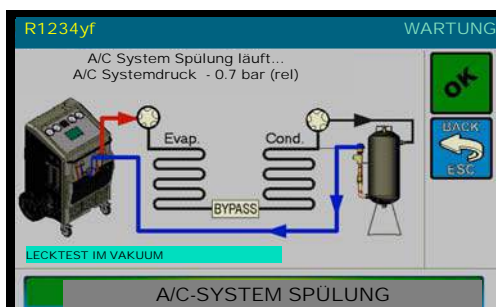 R1234yf WARTUNG
A/C System Spülung läuft...
A/C Systemdruck - 0.7 bar (rel)
OK
BACK
ESC
Evap. Cond.
BYPASS
LECKTEST IM VAKUUM
A/C-SYSTEM SPÜLUNG